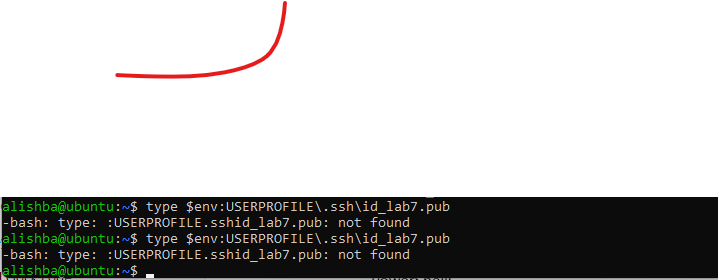 alishba@ubuntu:~$ type $env:USERPROFILE\.ssh\id_lab7.pub
-bash: type: :USERPROFILE.sshid_lab7.pub: not found
alishba@ubuntu:~$ type $env:USERPROFILE\.ssh\id_lab7.pub
-bash: type: :USERPROFILE.sshid_lab7.pub: not found
alishba@ubuntu:~$